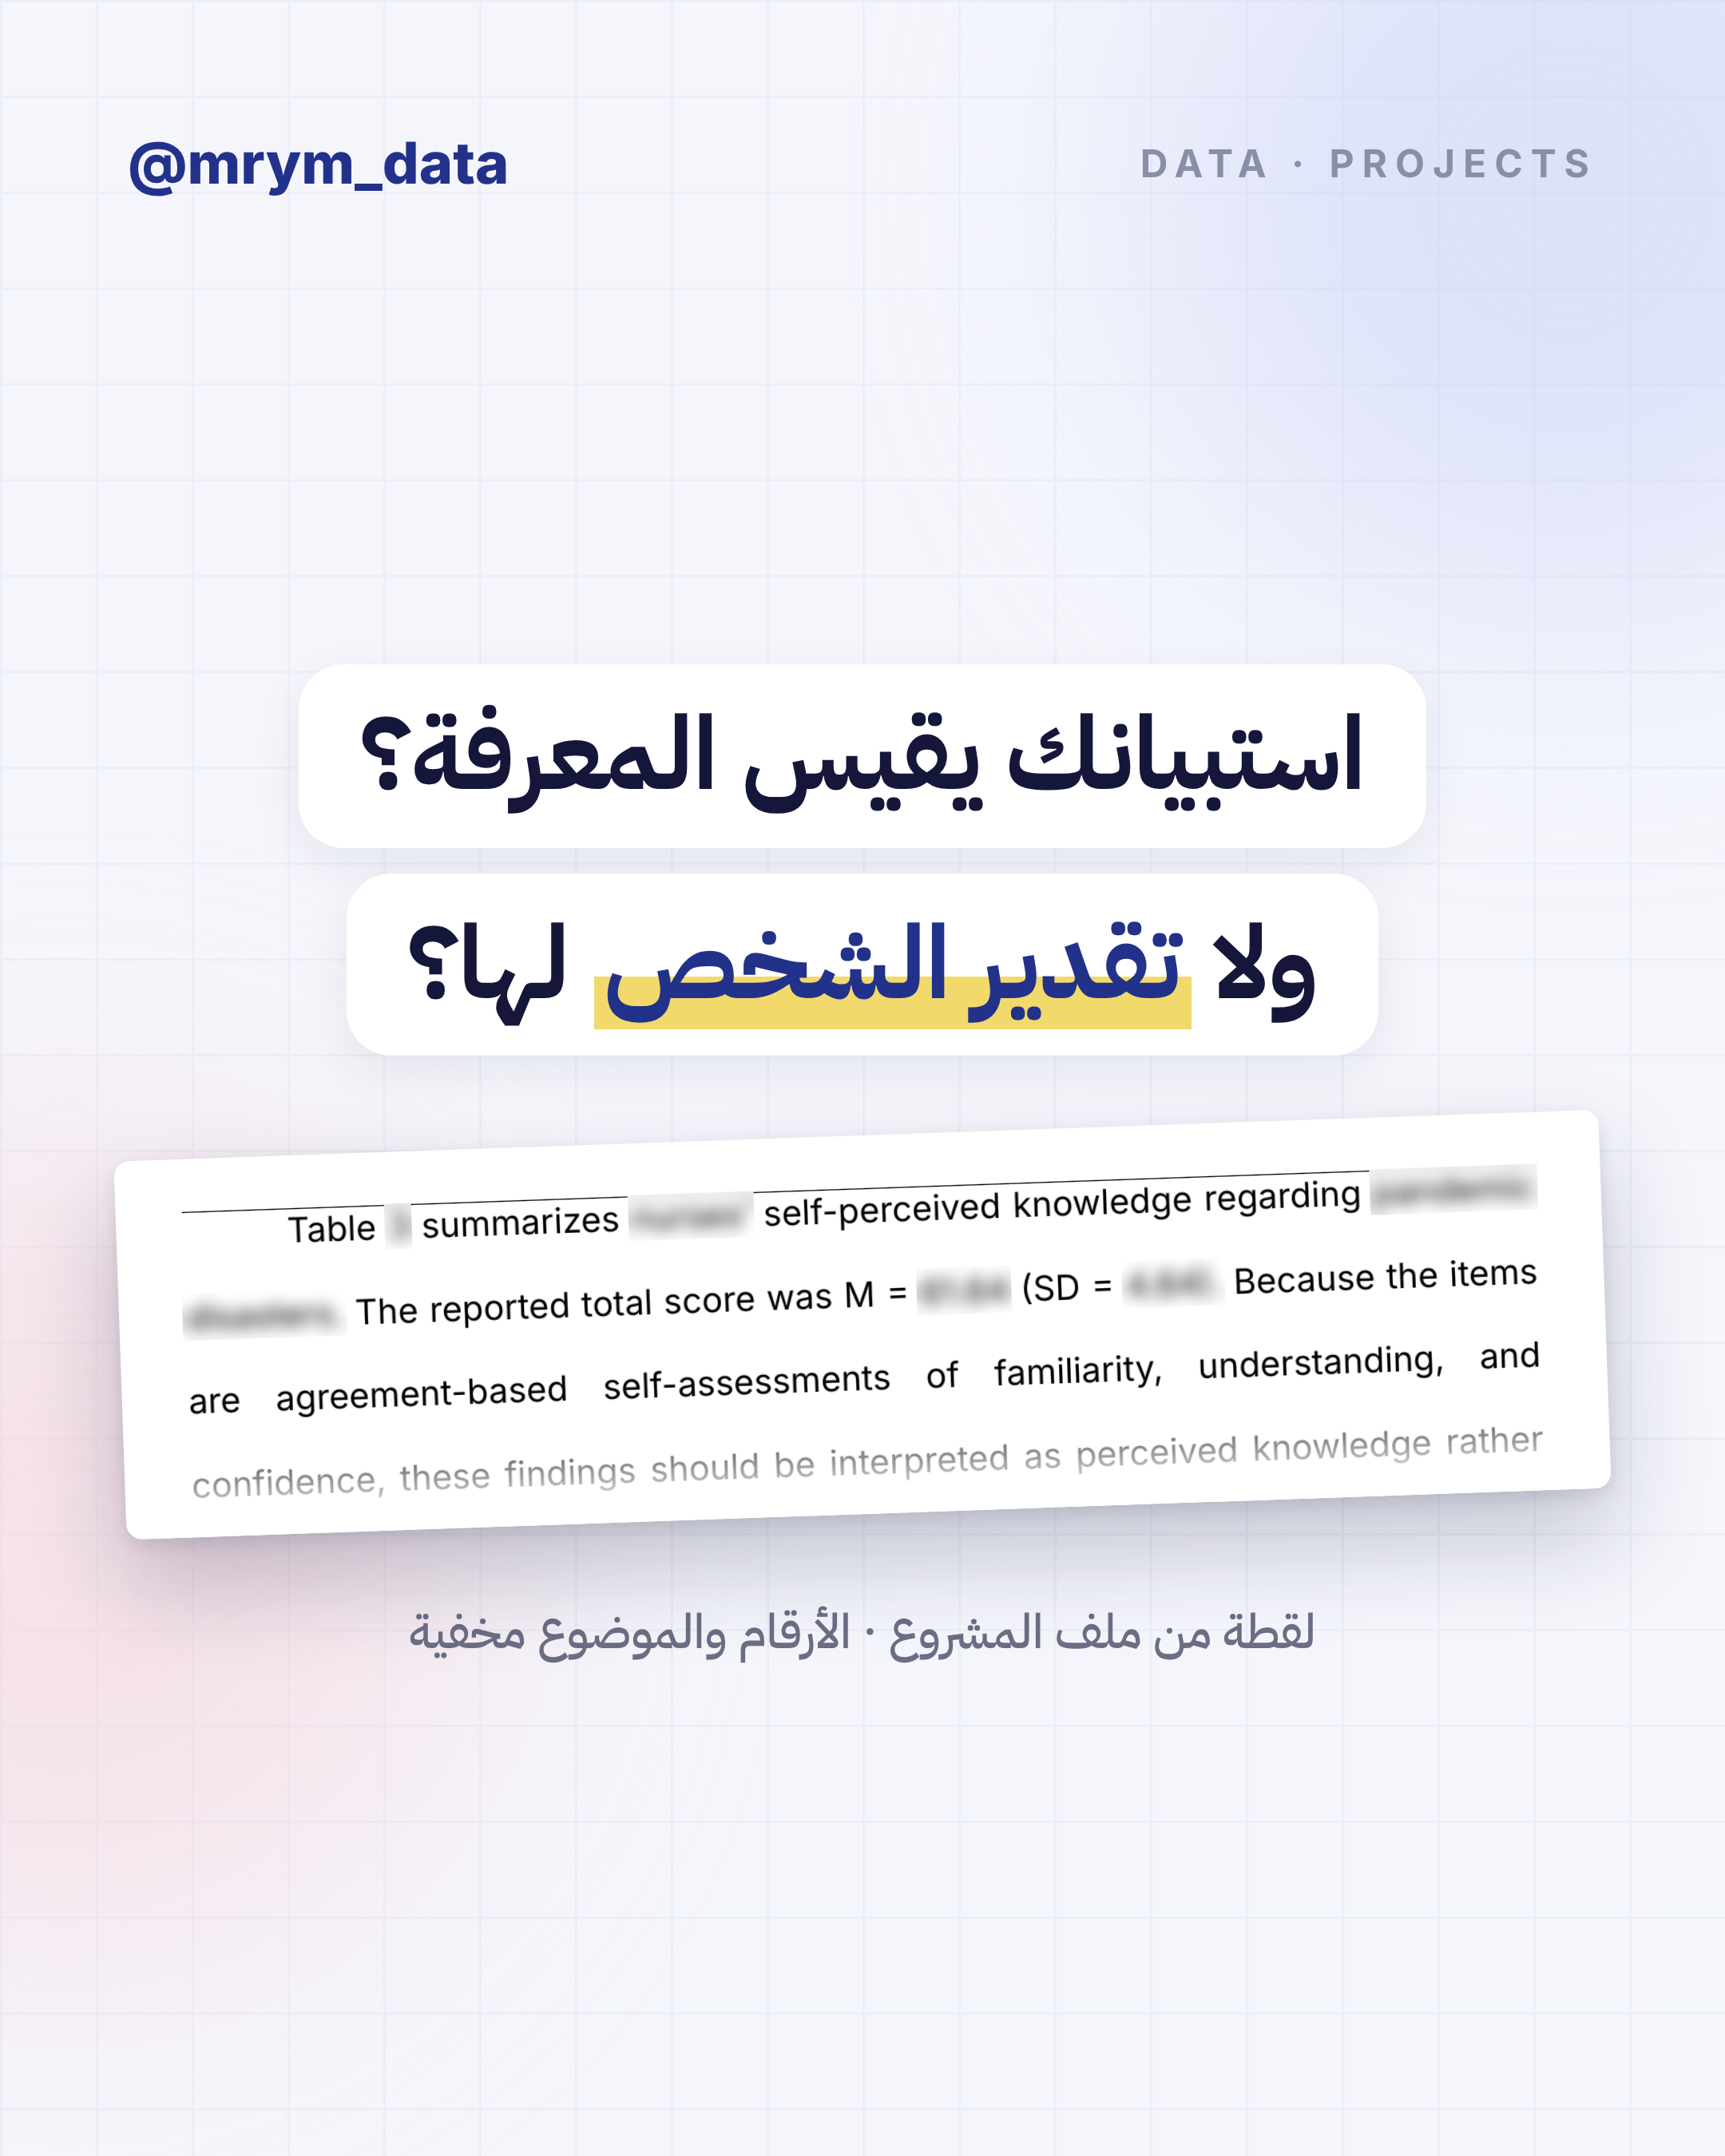 @mrym_data
DATA · PROJECTS
استبيانك يقيس المعرفة؟
ولا تقدير الشخص لها؟
Table summarizes self-perceived knowledge regarding
The reported total score was M = (SD = Because the items
are agreement-based self-assessments of familiarity, understanding, and
confidence, these findings should be interpreted as perceived knowledge rather
لقطة من ملف المشروع · الأرقام والموضوع مخفية